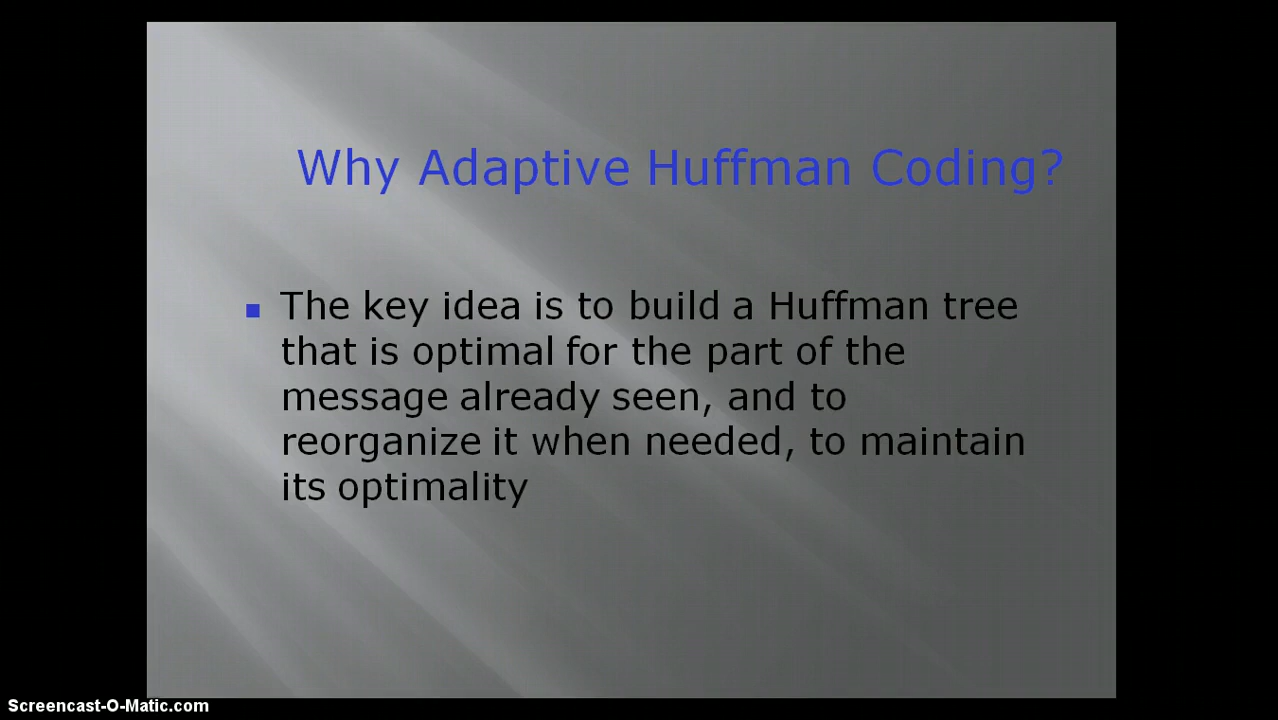 Why Adaptive Huffman Coding?
The key idea is to build a Huffman tree
that is optimal for the part of the
message already seen, and to
reorganize it when needed, to maintain
its optimality
Screencast-O-Matic.com